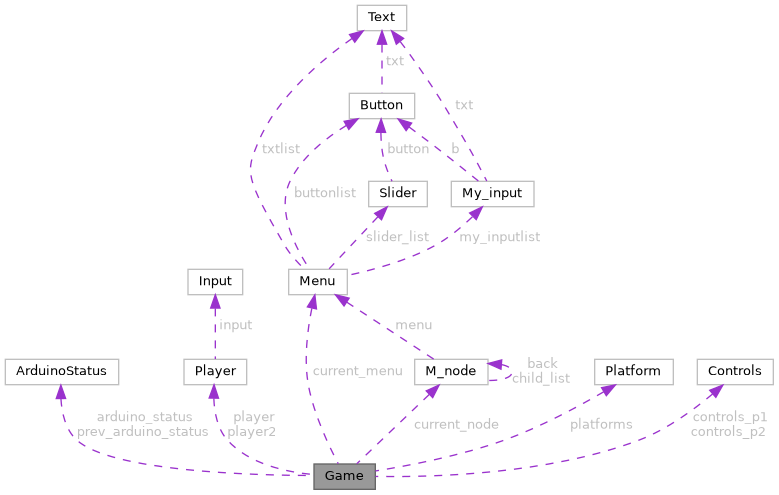 Text
txt
Button
txtlist
txt
button
b
buttonlist
Slider
My_input
slider_list
my_inputlist
Input
Menu
input
menu
back
child_list
ArduinoStatus
Player
current_menu
M_node
Platform
Controls
arduino_status
prev_arduino_status
player
player2
current_node
platforms
controls_p1
controls_p2
Game